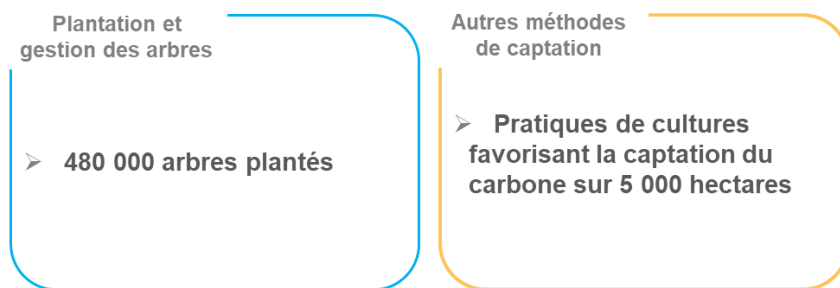 Plantation et
gestion des arbres
➢ 480 000 arbres plantés
Autres méthodes
de captation
➢ Pratiques de cultures
favorisant la captation du
carbone sur 5 000 hectares